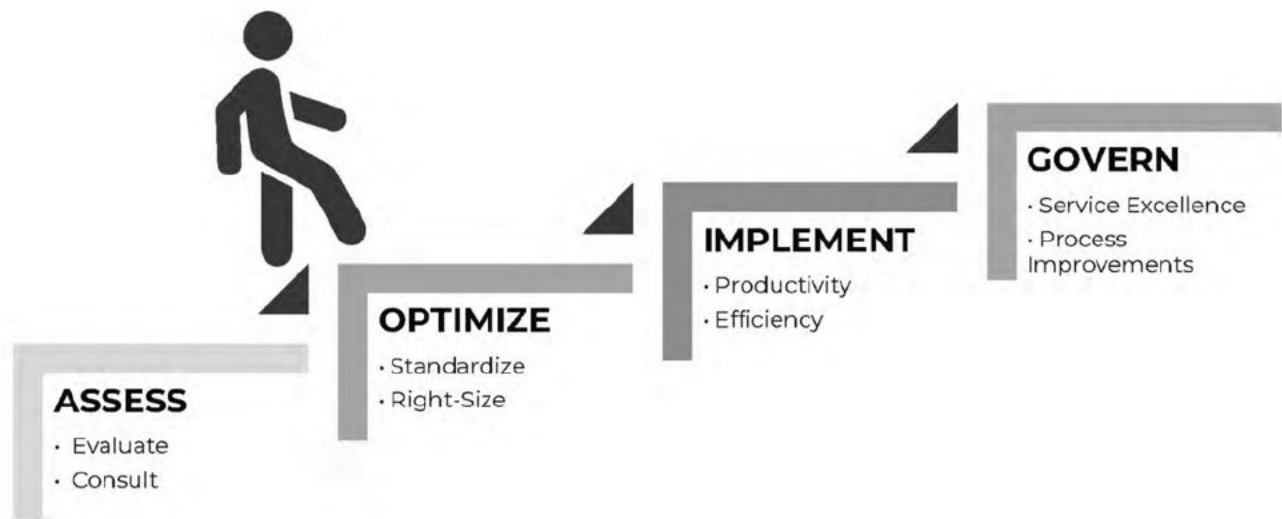 ASSESS
· Evaluate
· Consult
OPTIMIZE
· Standardize
· Right-Size
IMPLEMENT
· Productivity
· Efficiency
GOVERN
· Service Excellence
· Process
Improvements